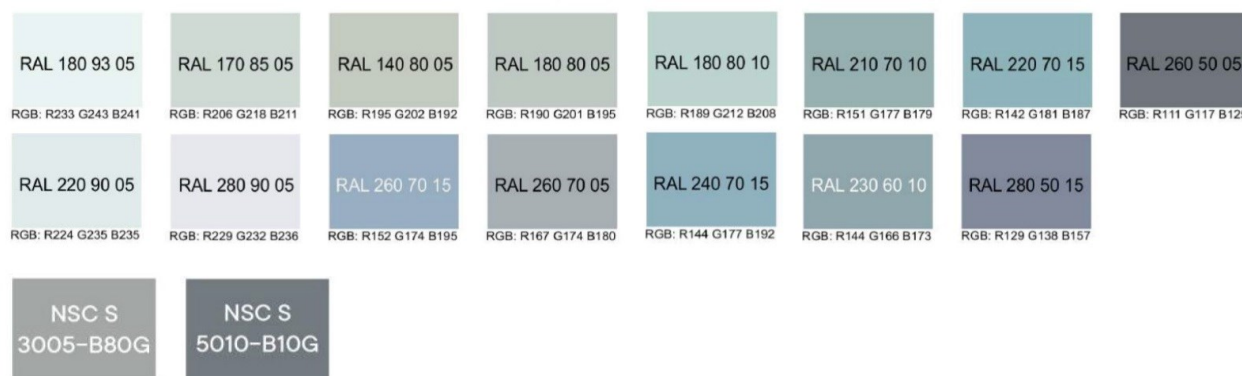 RAL 180 93 05
RAL 170 85 05
RAL 140 80 05
RAL 180 80 05
RAL 180 80 10
RAL 210 70 10
RAL 220 70 15
RAL 260 50 05
RGB: R233 G243 B241
RGB: R206 G218 B211
RGB: R195 G202 B192
RGB: R190 G201 B195
RGB: R189 G212 B208
RGB: R151 G177 B179
RGB: R142 G181 B187
RGB: R111 G117 B125
RAL 220 90 05
RAL 280 90 05
RAL 260 70 15
RAL 260 70 05
RAL 240 70 15
RAL 230 60 10
RAL 280 50 15
RGB: R224 G235 B235
RGB: R229 G232 B236
RGB: R152 G174 B195
RGB: R167 G174 B180
RGB: R144 G177 B192
RGB: R144 G166 B173
RGB: R129 G138 B157
NSC S
3005-B80G
NSC S
5010-B10G